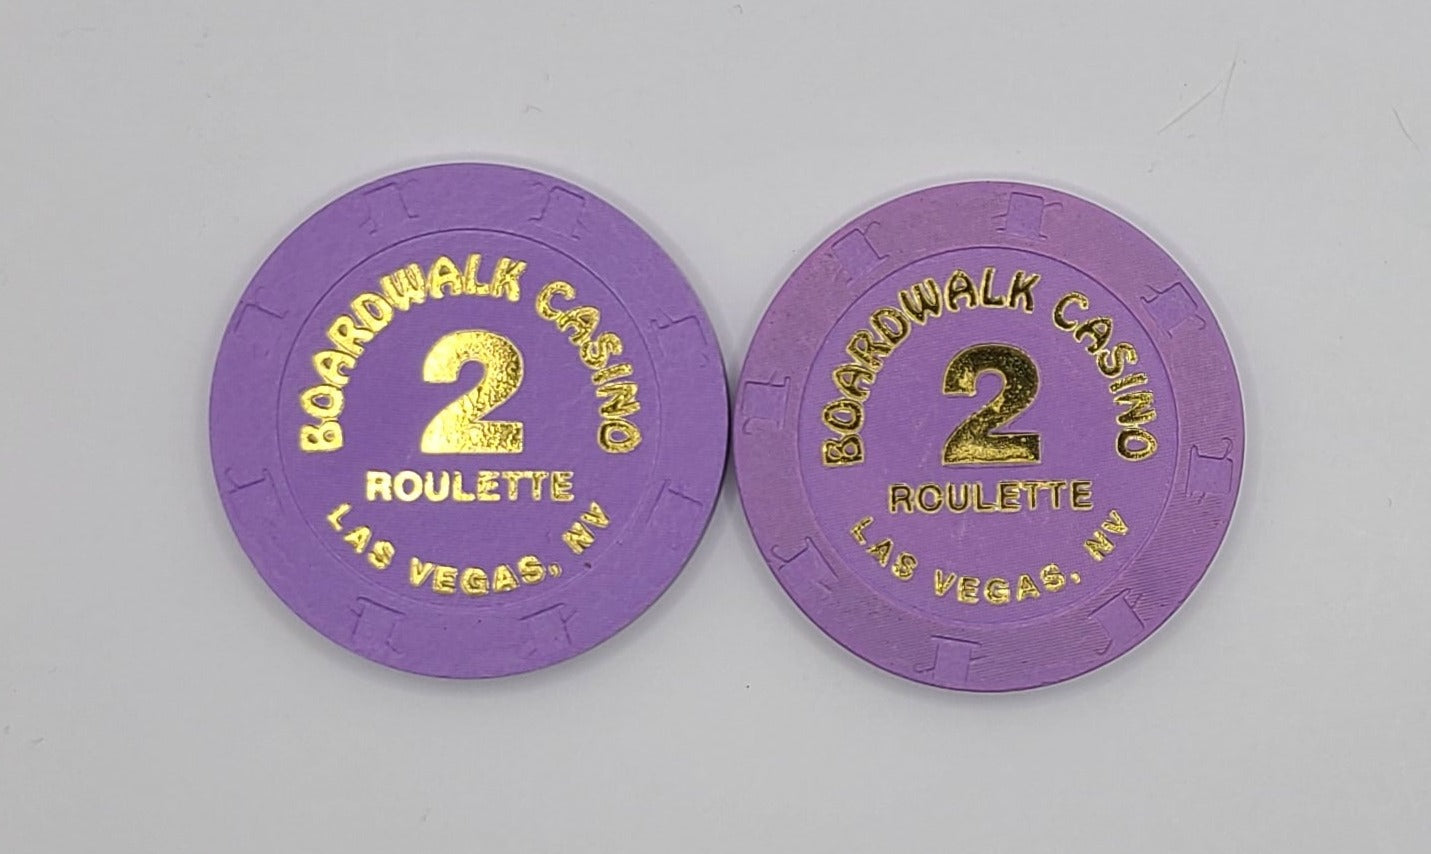 BOARDWALK CASINO
2
ROULETTE
LAS VEGAS, NV
BOARDWALK CASINO
2
ROULETTE
LAS VEGAS, NV